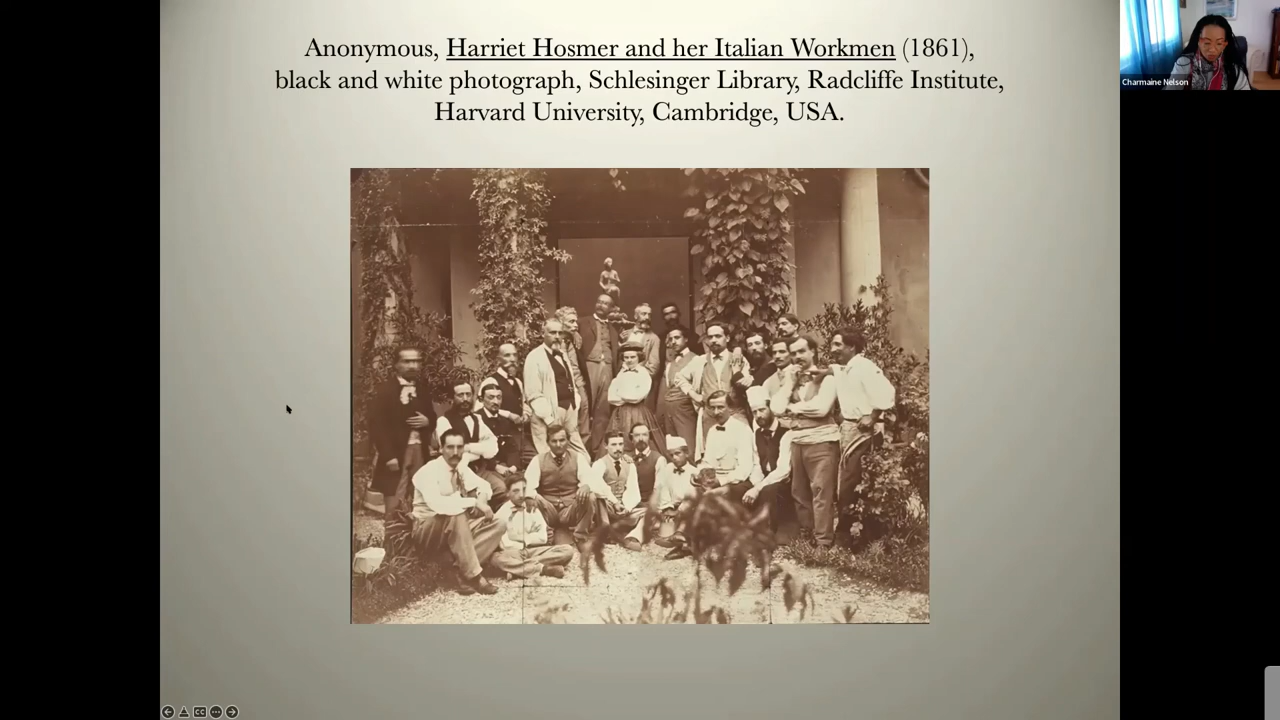 Anonymous, Harriet Hosmer and her Italian Workmen (1861),
black and white photograph, Schlesinger Library, Radcliffe Institute,
Harvard University, Cambridge, USA.
Charmaine Nelson
CC